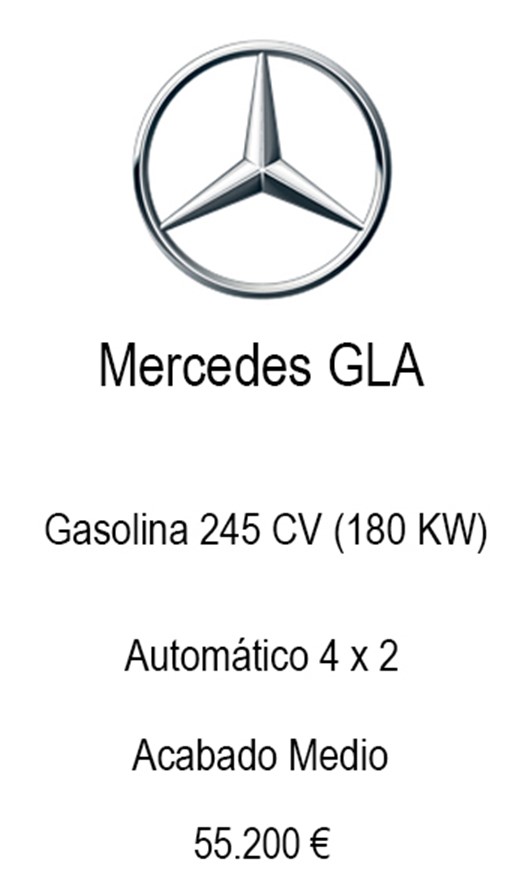 Mercedes GLA
Gasolina 245 CV (180 KW)
Automático 4 x 2
Acabado Medio
55.200 €